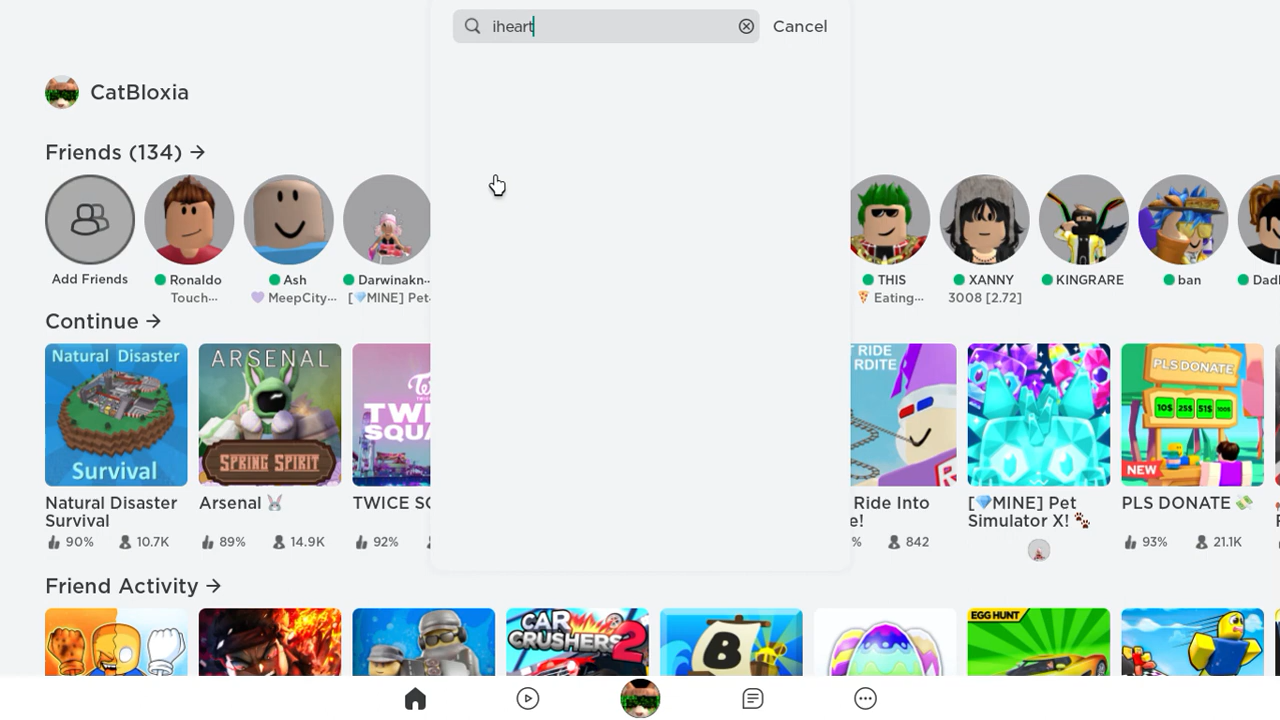 iheart
Cancel
CatBloxia
Friends (134) →
Add Friends
Ronaldo
Touch...
Ash
MeepCity...
Darwinakn..
[💎MINE] Pet
THIS
🍕 Eating...
XANNY
3008 [2.72]
KINGRARE
ban
Continue →
Natural Disaster
Survival
ARSENAL
SPRING SPIRIT
RIDE
RDITE
PLS DONATE
10$ 25$ 51$ 100$
NEW
Natural Disaster
Survival
90% 10.7K
Arsenal 🐰
89% 14.9K
TWICE SQ
92%
Ride Into
842
[💎MINE] Pet
Simulator X! 🐾
PLS DONATE 💸
93% 21.1K
Friend Activity →
CAR
CRUSHERS 2
B
EGG HUNT